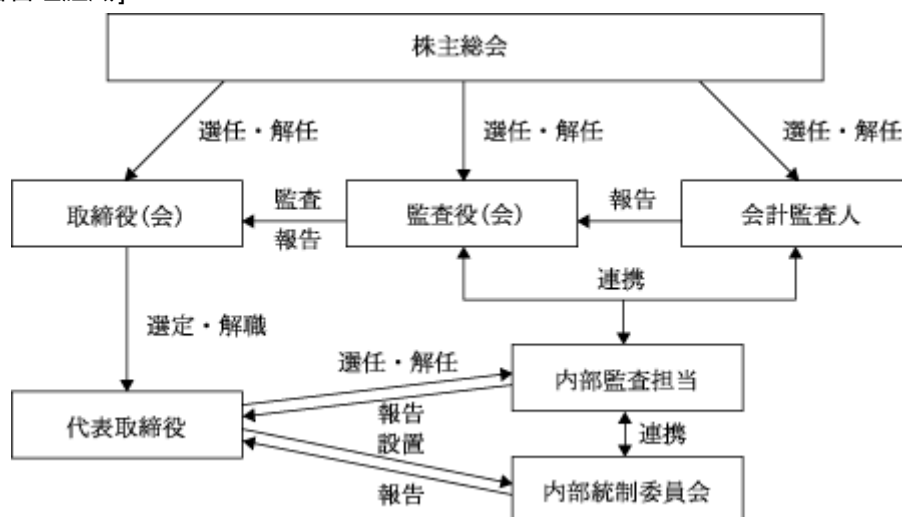 株主総会
選任・解任
選任・解任
選任・解任
取締役(会)
監査
報告
監査役(会)
報告
会計監査人
連携
選定・解職
選任・解任
内部監査担当
報告
代表取締役
設置
連携
報告
内部統制委員会